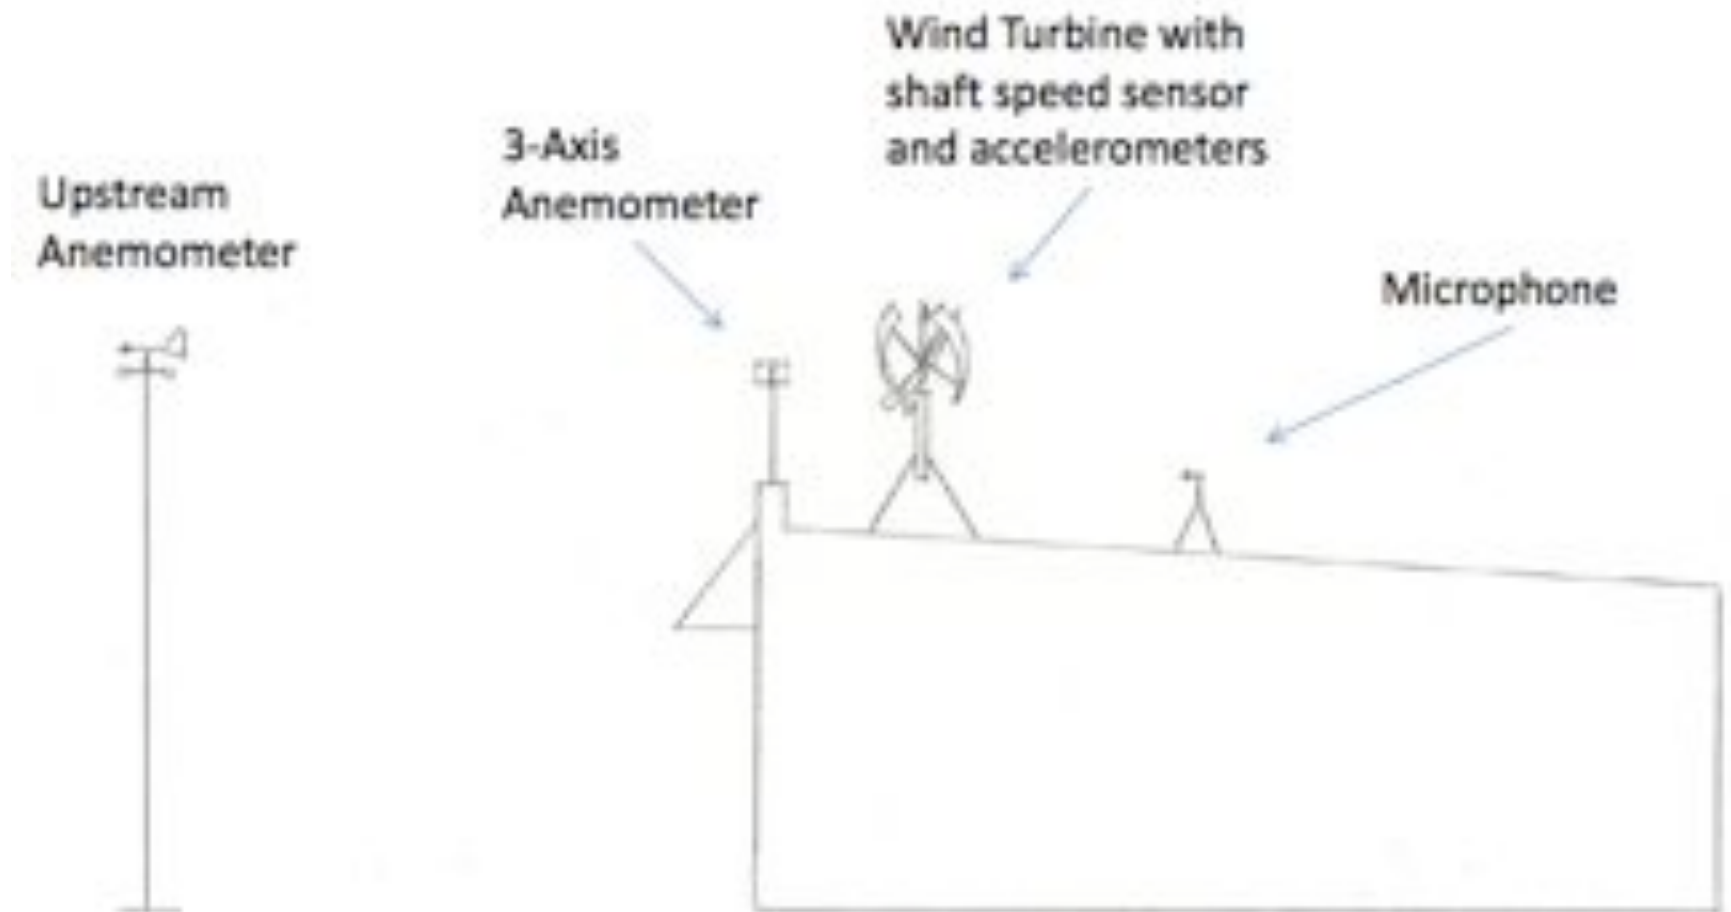 Upstream
Anemometer
3-Axis
Anemometer
Wind Turbine with
shaft speed sensor
and accelerometers
Microphone